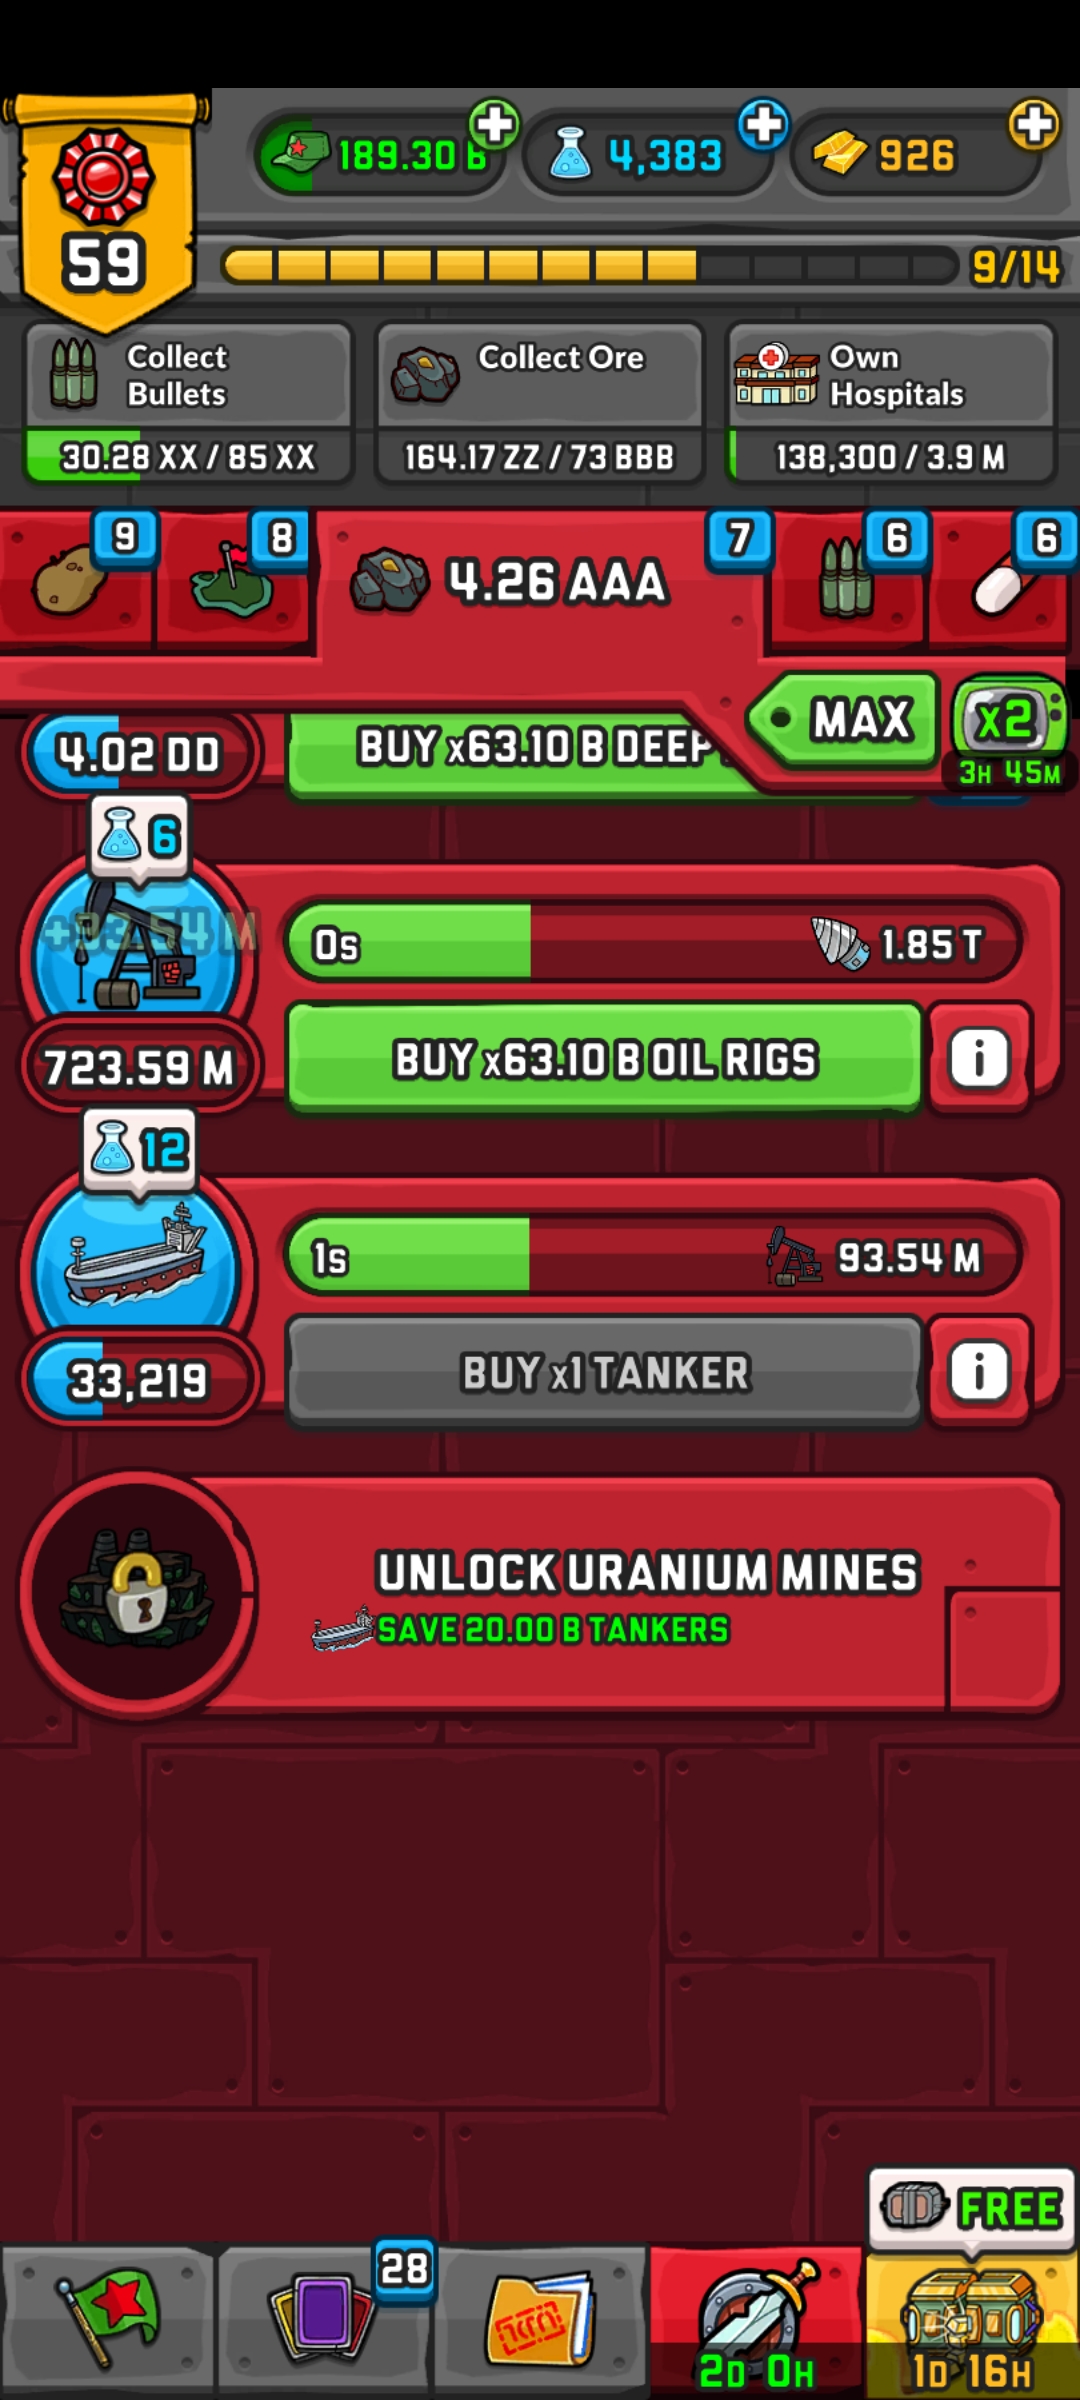 189.30 B
4,383
926
59
9/14
Collect
Bullets
30.28 XX / 85 XX
Collect Ore
164.17 ZZ / 73 BBB
Own
Hospitals
138,300 / 3.9 M
9
8
4.26 AAA
7
6
6
MAX
x2
3H 45M
4.02 DD
BUY x63.10 B DEEP
6
+93.54 M
0s
1.85 T
723.59 M
BUY x63.10 B OIL RIGS
i
12
1s
93.54 M
33,219
BUY x1 TANKER
i
UNLOCK URANIUM MINES
SAVE 20.00 B TANKERS
FREE
28
2D 0H
1D 16H